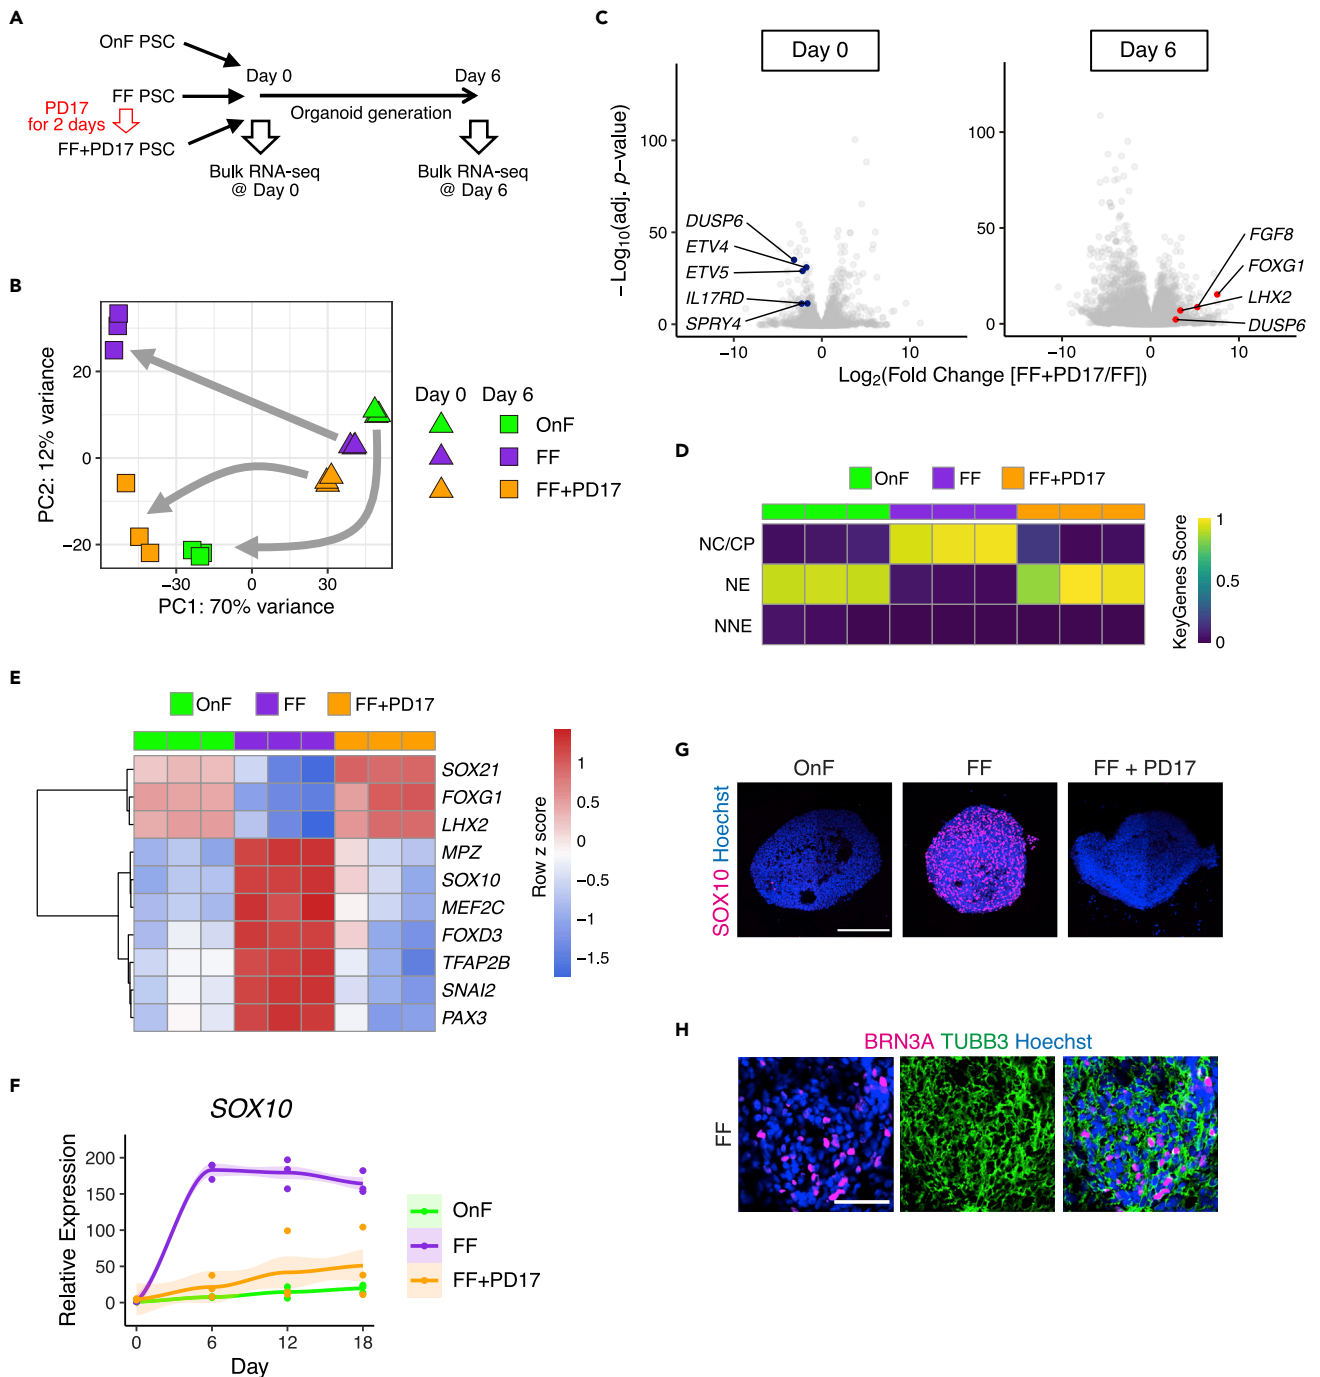 A
OnF PSC
Day 0
Day 6
FF PSC
PD17
for 2 days
Organoid generation
FF+PD17 PSC
Bulk RNA-seq
@ Day 0
Bulk RNA-seq
@ Day 6
B
20
0
−20
−30
0
30
PC2: 12% variance
PC1: 70% variance
Day 0
Day 6
OnF
FF
FF+PD17
C
Day 0
Day 6
−Log10(adj. p−value)
100
50
0
100
50
0
DUSP6
ETV4
ETV5
IL17RD
SPRY4
FGF8
FOXG1
LHX2
DUSP6
−10
0
10
−10
0
10
Log2(Fold Change [FF+PD17/FF])
D
OnF
FF
FF+PD17
NC/CP
NE
NNE
KeyGenes Score
1
0.5
0
E
OnF
FF
FF+PD17
SOX21
FOXG1
LHX2
MPZ
SOX10
MEF2C
FOXD3
TFAP2B
SNAI2
PAX3
Row z score
1
0.5
0
−0.5
−1
−1.5
F
SOX10
Relative Expression
200
150
100
50
0
0
6
12
18
Day
OnF
FF
FF+PD17
G
OnF
FF
FF + PD17
SOX10 Hoechst
H
BRN3A TUBB3 Hoechst
FF